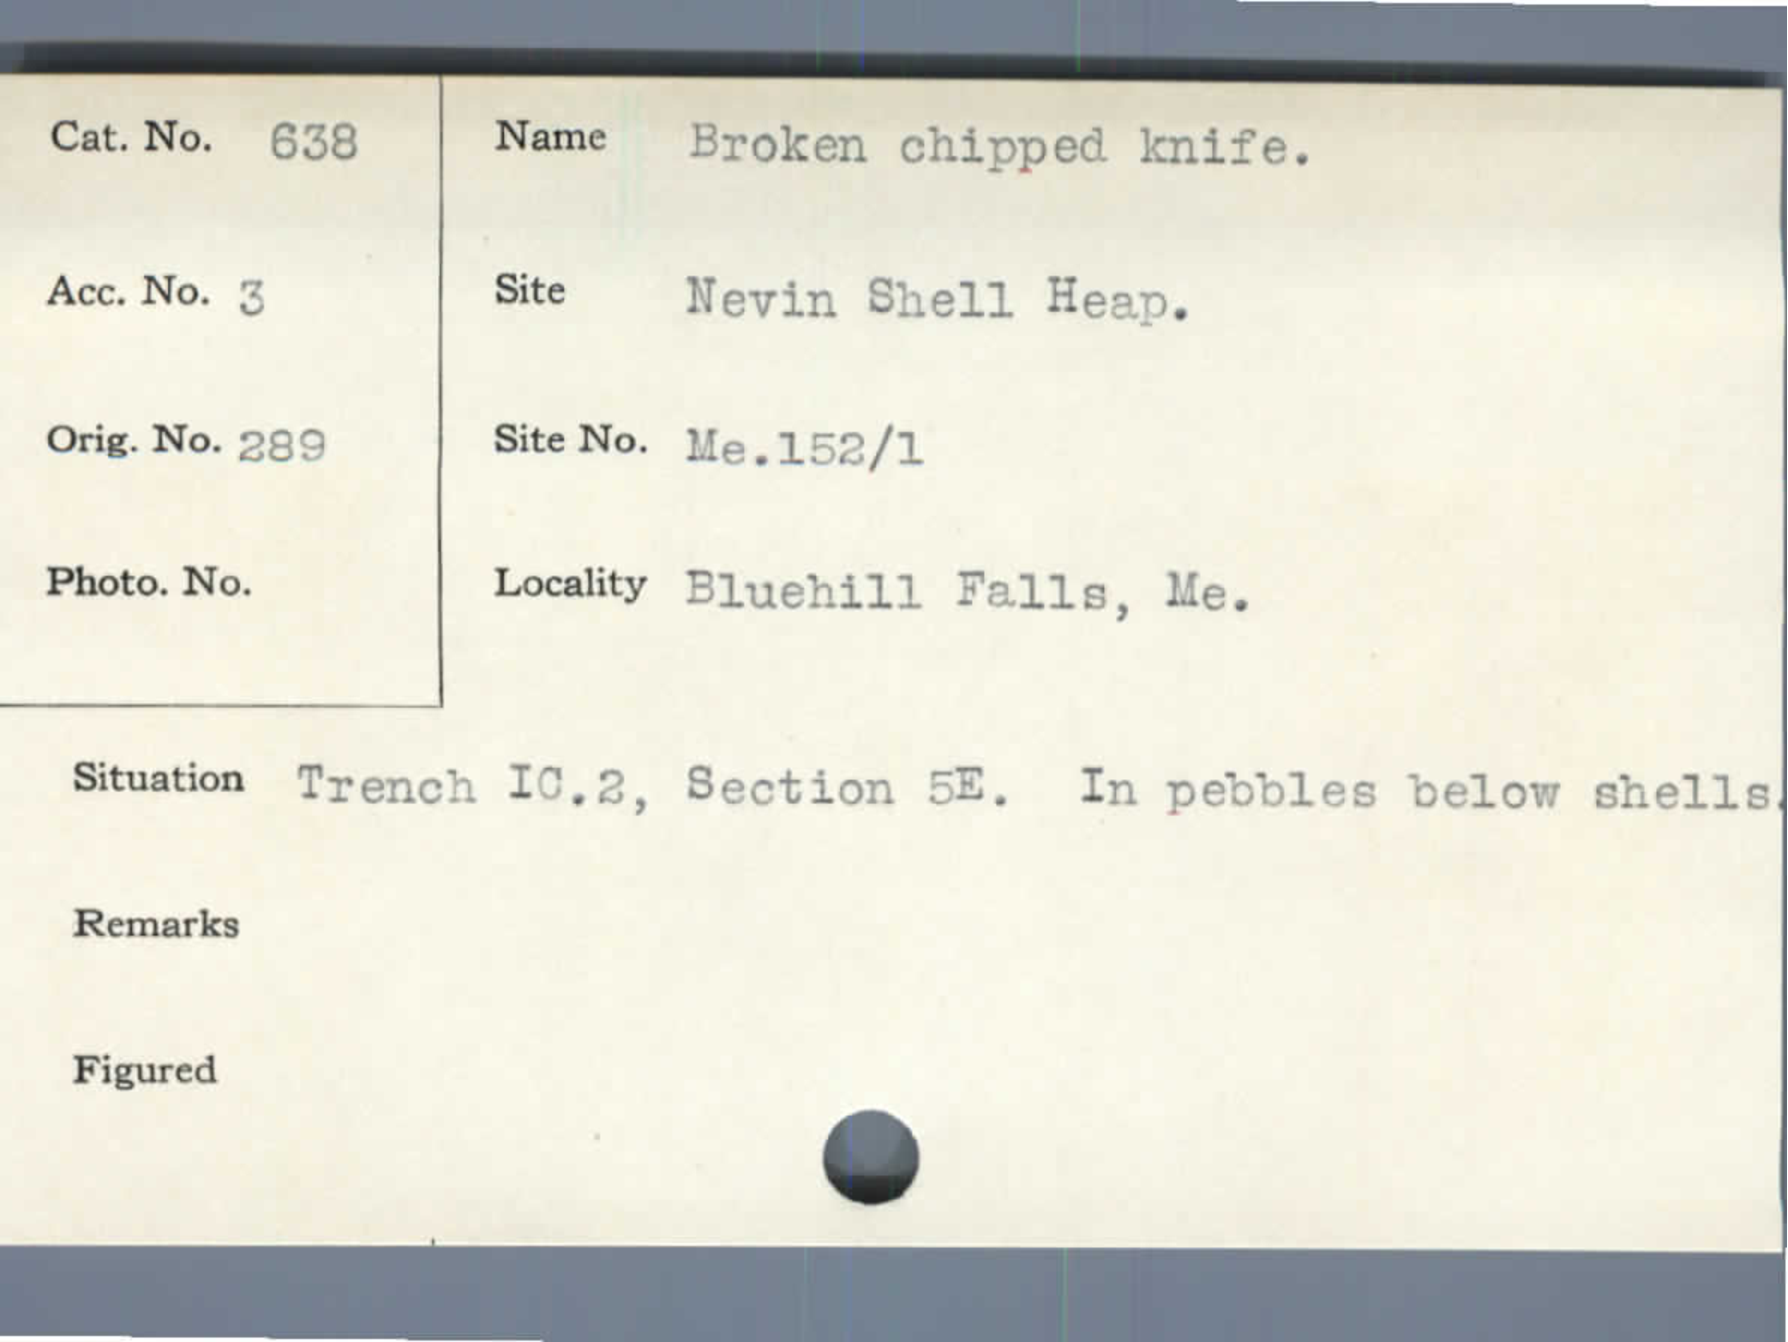 Cat. No. 638
Name Broken chipped knife.
Acc. No. 3
Site Nevin Shell Heap.
Orig. No. 289
Site No. Me.152/1
Photo. No.
Locality Bluehill Falls, Me.
Situation Trench IC.2, Section 5E. In pebbles below shells.
Remarks
Figured